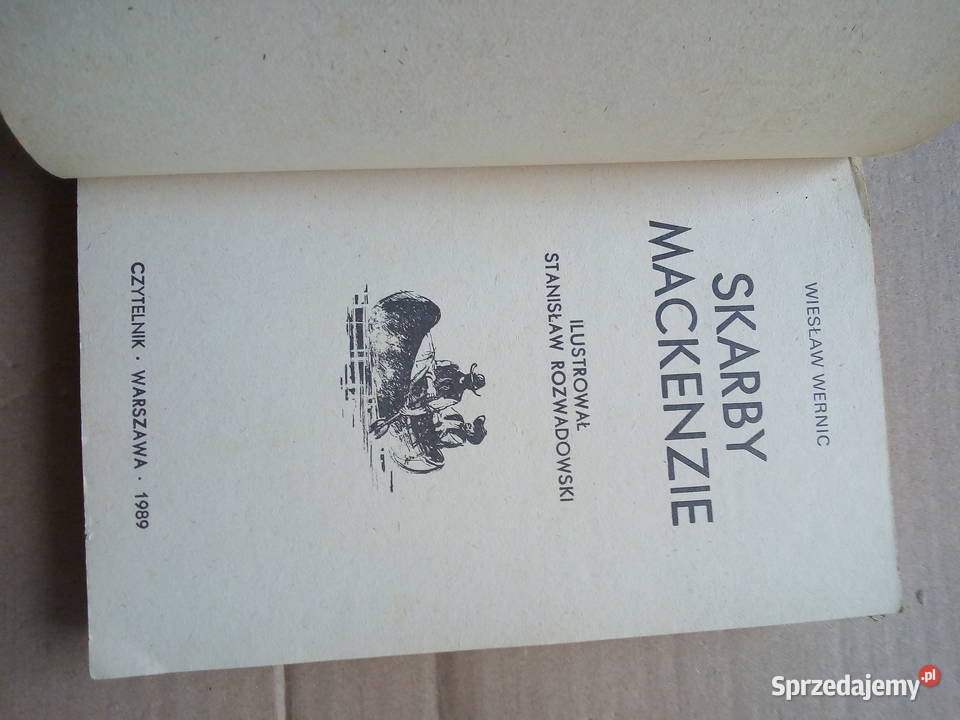 WIESŁAW WERNIC
SKARBY
MACKENZIE
ILUSTROWAŁ
STANISŁAW ROZWADOWSKI
CZYTELNIK · WARSZAWA · 1989
Sprzedajemy.pl